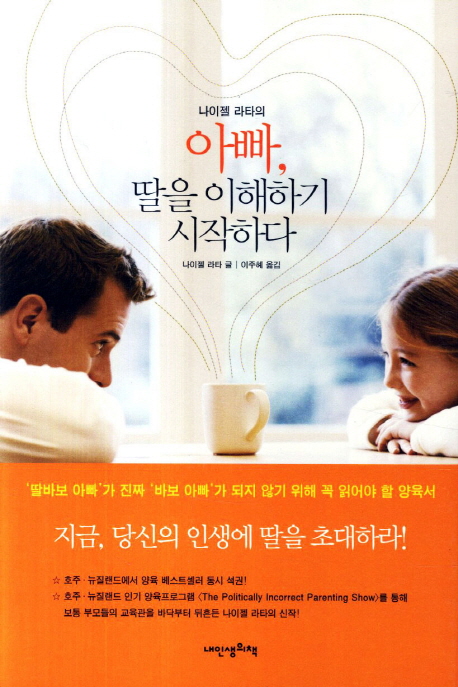 나이젤 라타의
아빠,
딸을 이해하기
시작하다
나이젤 라타 글 | 이주혜 옮김
'딸바보 아빠'가 진짜 '바보 아빠'가 되지 않기 위해 꼭 읽어야 할 양육서
지금, 당신의 인생에 딸을 초대하라!
☆ 호주·뉴질랜드에서 양육 베스트셀러 동시 석권!
☆ 호주·뉴질랜드 인기 양육프로그램 〈The Politically Incorrect Parenting Show〉를 통해
보통 부모들의 교육관을 바닥부터 뒤흔든 나이젤 라타의 신작!
내인생의책